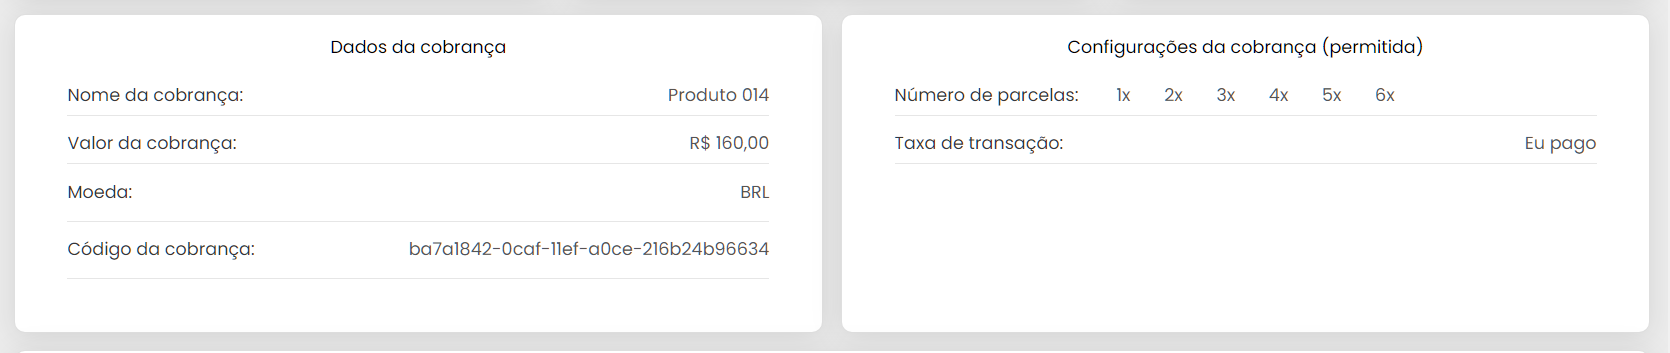 Dados da cobrança
Nome da cobrança: Produto 014
Valor da cobrança: R$ 160,00
Moeda: BRL
Código da cobrança: ba7a1842-0caf-11ef-a0ce-216b24b96634
Configurações da cobrança (permitida)
Número de parcelas: 1x 2x 3x 4x 5x 6x
Taxa de transação: Eu pago